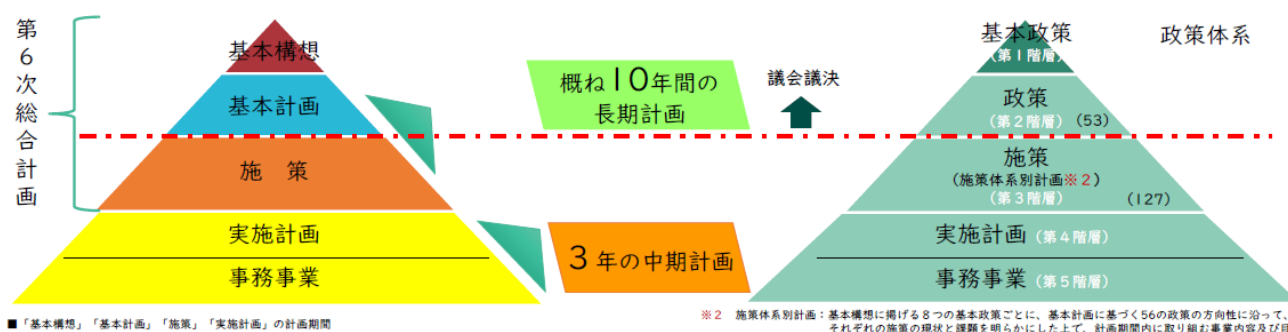 第6次総合計画
基本構想
基本計画
施　策
実施計画
事務事業
概ね10年間の
長期計画
3年の中期計画
議会議決
政策体系
基本政策
(第1階層)
政策
(第2階層) (53)
施策
(施策体系別計画※2)
(第3階層) (127)
実施計画 (第4階層)
事務事業 (第5階層)
■「基本構想」「基本計画」「施策」「実施計画」の計画期間
※2 施策体系別計画：基本構想に掲げる8つの基本政策ごとに、基本計画に基づく56の政策の方向性に沿って、
それぞれの施策の現状と課題を明らかにした上で、計画期間内に取り組む事業内容及び